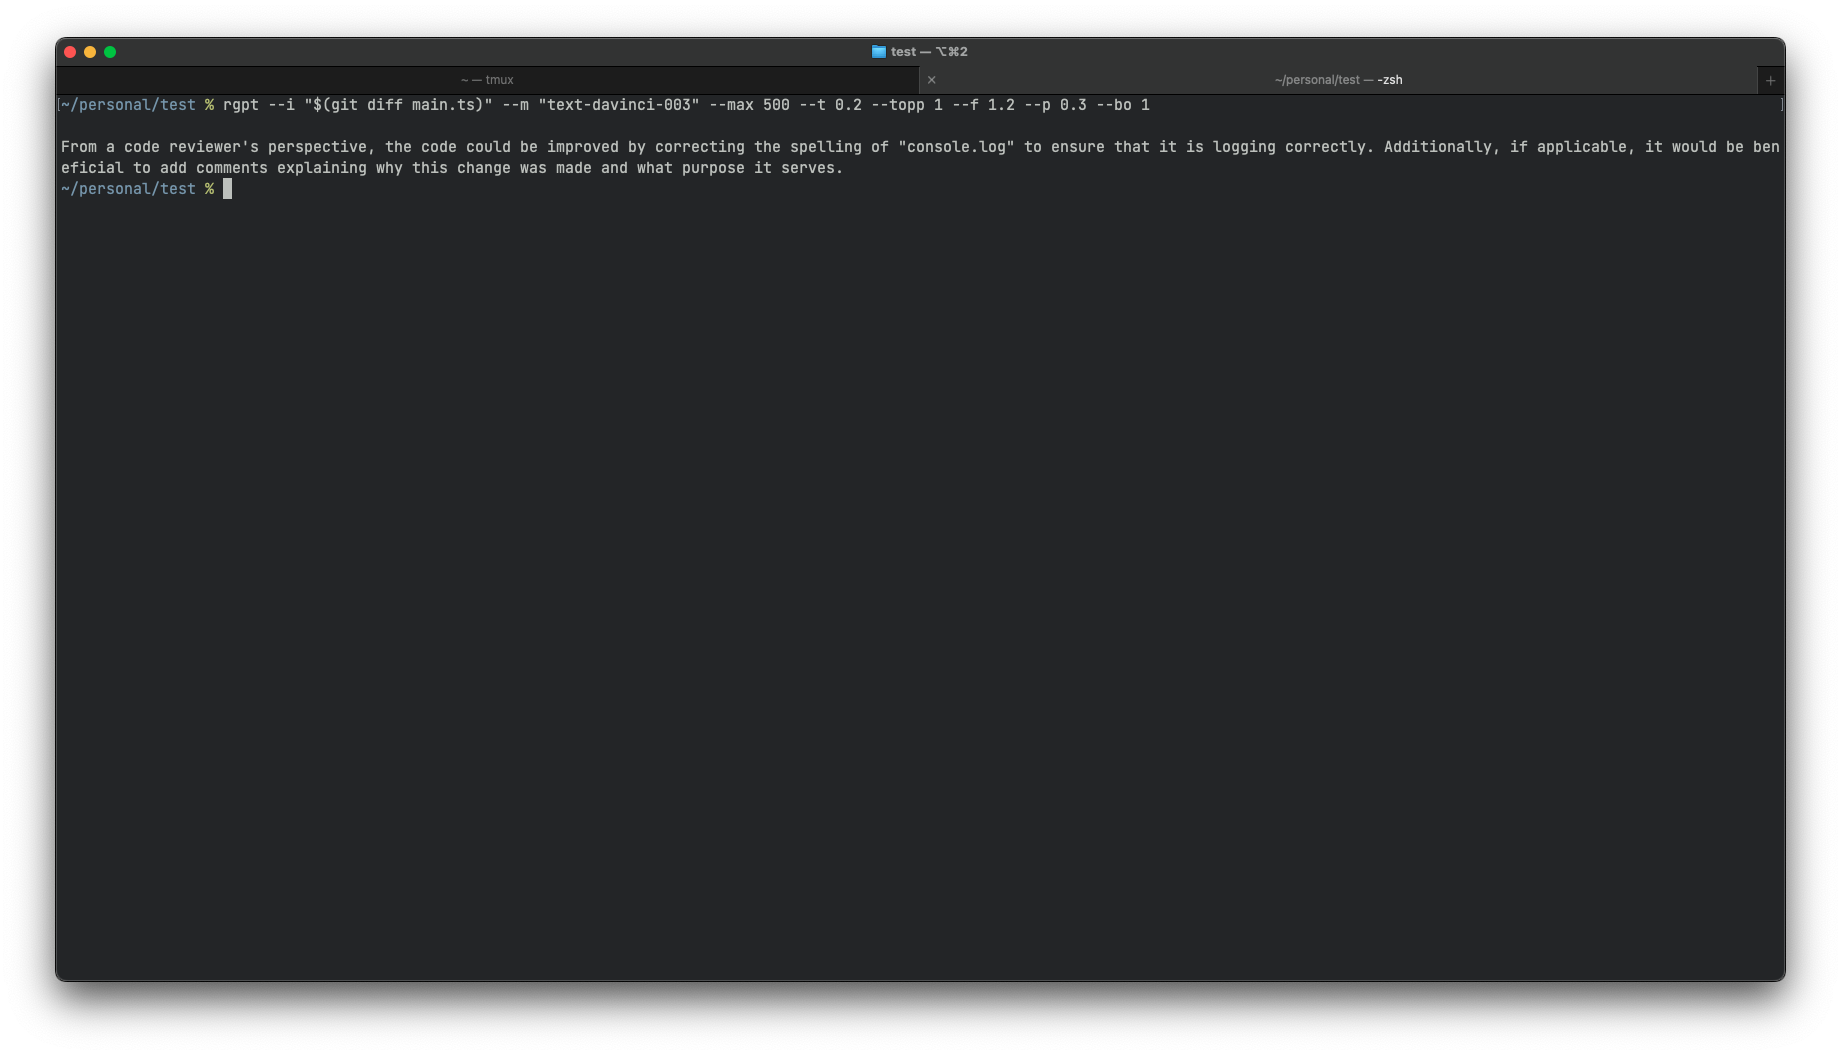 test — ⌥⌘2
~ — tmux
✕ ~/personal/test — -zsh +
[~/personal/test % rgpt --i "$(git diff main.ts)" --m "text-davinci-003" --max 500 --t 0.2 --topp 1 --f 1.2 --p 0.3 --bo 1 ]
From a code reviewer's perspective, the code could be improved by correcting the spelling of "console.log" to ensure that it is logging correctly. Additionally, if applicable, it would be ben
eficial to add comments explaining why this change was made and what purpose it serves.
~/personal/test %